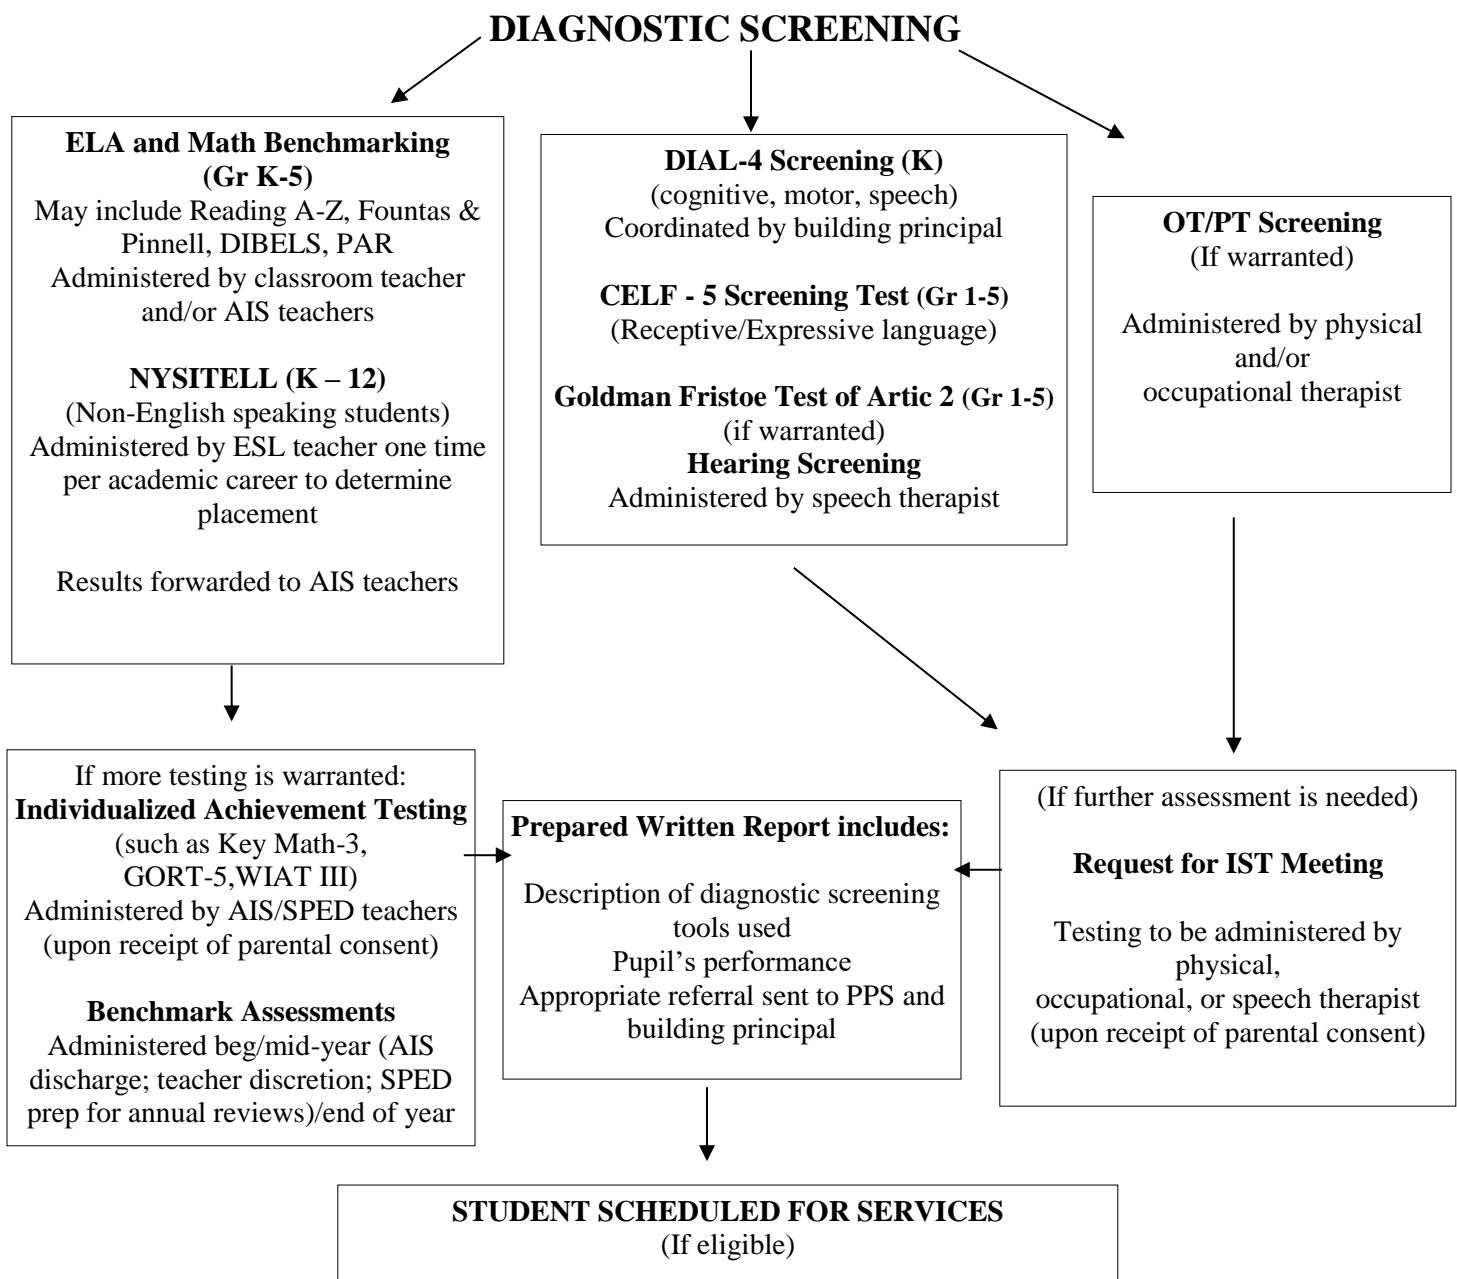 DIAGNOSTIC SCREENING
ELA and Math Benchmarking
(Gr K-5)
May include Reading A-Z, Fountas &
Pinnell, DIBELS, PAR
Administered by classroom teacher
and/or AIS teachers
NYSITELL (K – 12)
(Non-English speaking students)
Administered by ESL teacher one time
per academic career to determine
placement
Results forwarded to AIS teachers
DIAL-4 Screening (K)
(cognitive, motor, speech)
Coordinated by building principal
CELF - 5 Screening Test (Gr 1-5)
(Receptive/Expressive language)
Goldman Fristoe Test of Artic 2 (Gr 1-5)
(if warranted)
Hearing Screening
Administered by speech therapist
OT/PT Screening
(If warranted)
Administered by physical
and/or
occupational therapist
If more testing is warranted:
Individualized Achievement Testing
(such as Key Math-3,
GORT-5,WIAT III)
Administered by AIS/SPED teachers
(upon receipt of parental consent)
Benchmark Assessments
Administered beg/mid-year (AIS
discharge; teacher discretion; SPED
prep for annual reviews)/end of year
Prepared Written Report includes:
Description of diagnostic screening
tools used
Pupil’s performance
Appropriate referral sent to PPS and
building principal
(If further assessment is needed)
Request for IST Meeting
Testing to be administered by
physical,
occupational, or speech therapist
(upon receipt of parental consent)
STUDENT SCHEDULED FOR SERVICES
(If eligible)